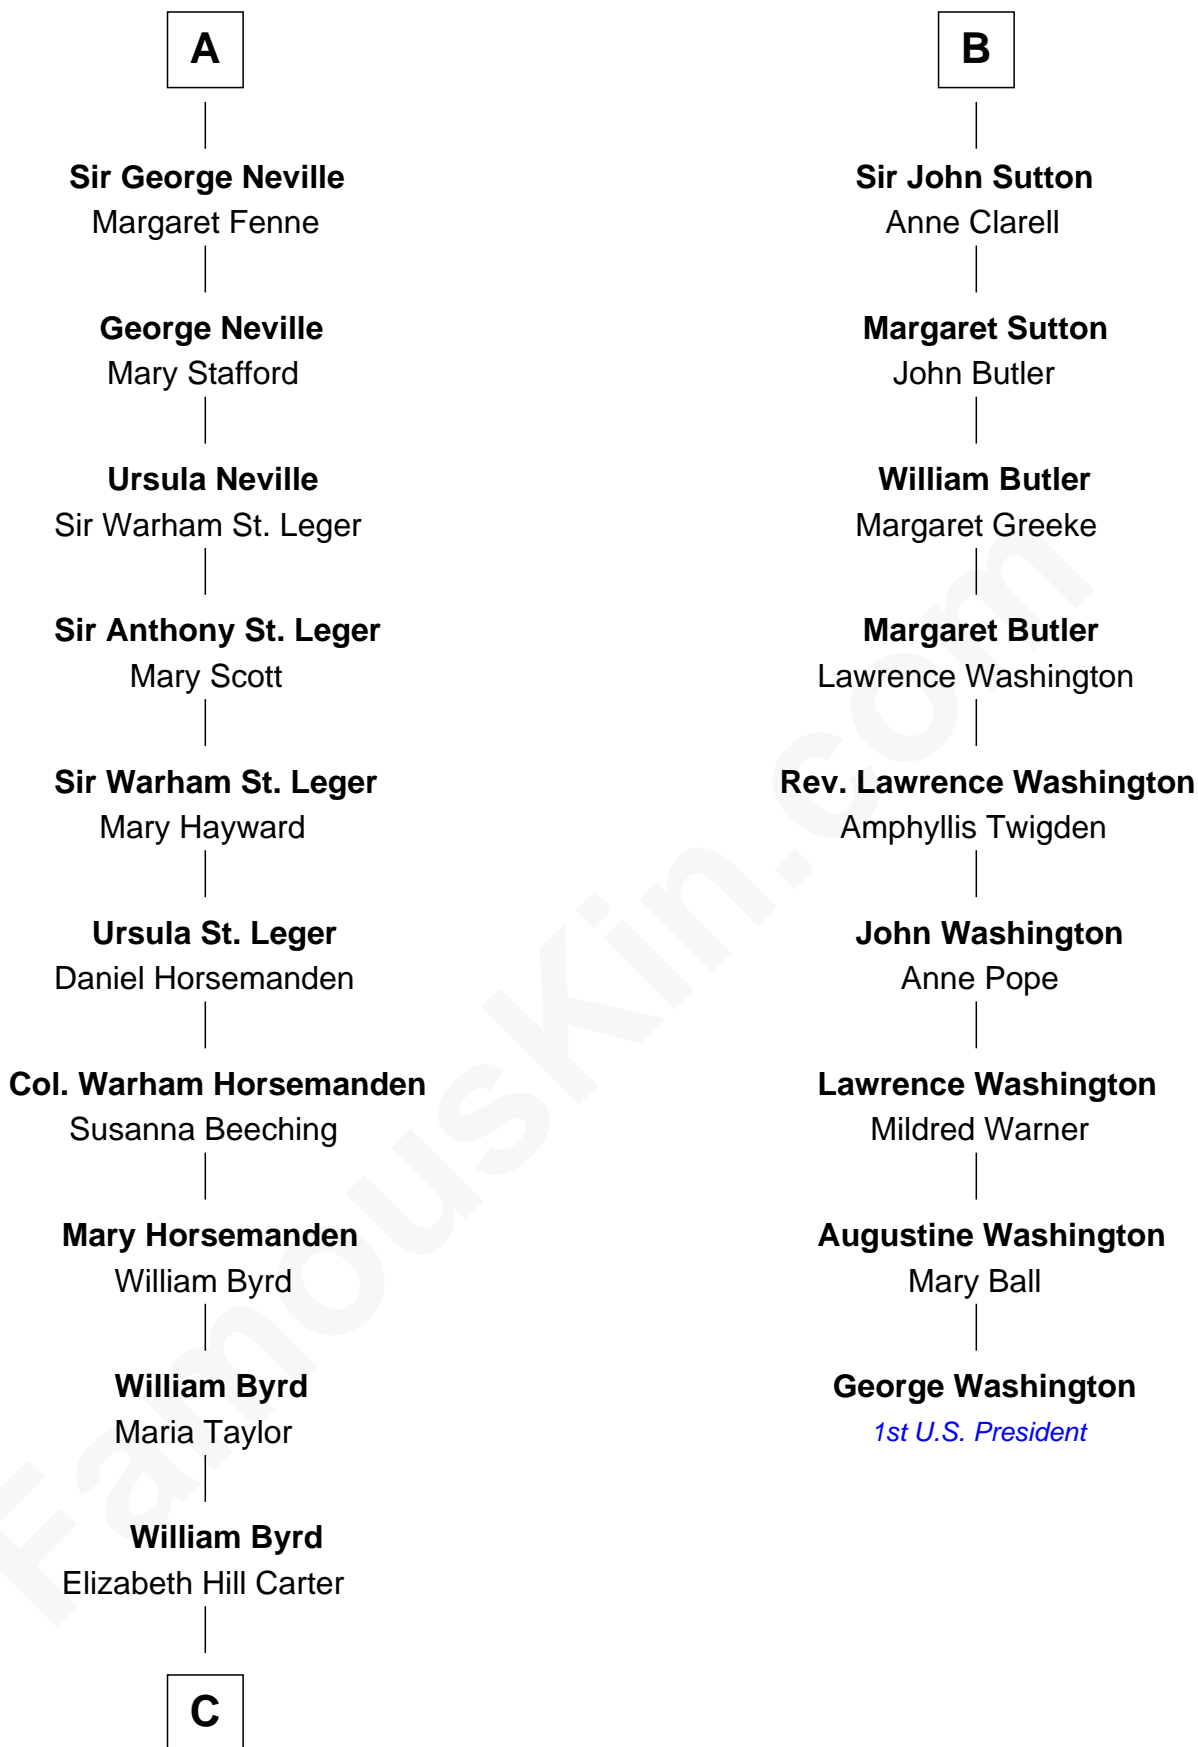 A
Sir George Neville
Margaret Fenne
George Neville
Mary Stafford
Ursula Neville
Sir Warham St. Leger
Sir Anthony St. Leger
Mary Scott
Sir Warham St. Leger
Mary Hayward
Ursula St. Leger
Daniel Horsemanden
Col. Warham Horsemanden
Susanna Beeching
Mary Horsemanden
William Byrd
William Byrd
Maria Taylor
William Byrd
Elizabeth Hill Carter
C
B
Sir John Sutton
Anne Clarell
Margaret Sutton
John Butler
William Butler
Margaret Greeke
Margaret Butler
Lawrence Washington
Rev. Lawrence Washington
Amphyllis Twigden
John Washington
Anne Pope
Lawrence Washington
Mildred Warner
Augustine Washington
Mary Ball
George Washington
1st U.S. President
FamousKin.com